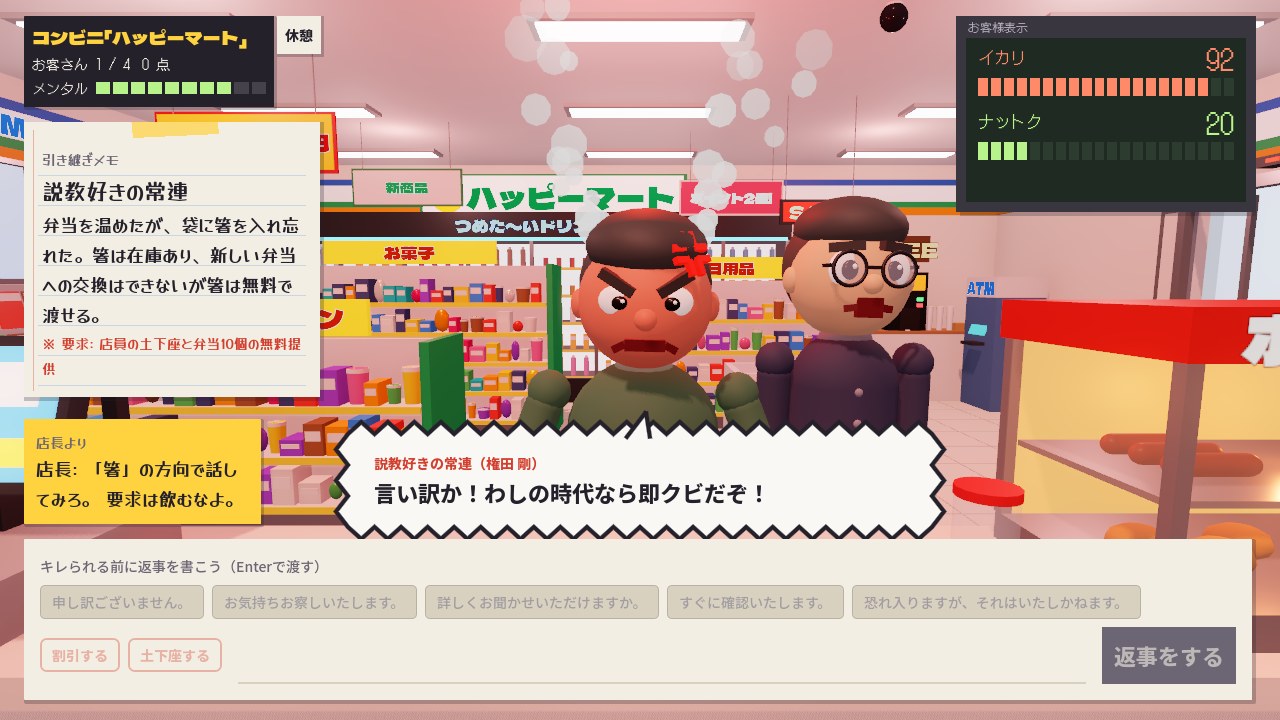 コンビニ「ハッピーマート」
お客さん 1 / 4 0 点
メンタル
休憩
お客様表示
イカリ 92
ナットク 20
引き継ぎメモ
説教好きの常連
弁当を温めたが、袋に箸を入れ忘
れた。箸は在庫あり、新しい弁当
への交換はできないが箸は無料で
渡せる。
※ 要求: 店員の土下座と弁当10個の無料提
供
新商品
ハッピーマート
つめた〜いドリン
お菓子
日用品
ATM
店長より
店長: 「箸」の方向で話し
てみろ。 要求は飲むなよ。
説教好きの常連（権田 剛）
言い訳か！わしの時代なら即クビだぞ！
キレられる前に返事を書こう（Enterで渡す）
申し訳ございません。
お気持ちお察しいたします。
詳しくお聞かせいただけますか。
すぐに確認いたします。
恐れ入りますが、それはいたしかねます。
割引する
土下座する
返事をする